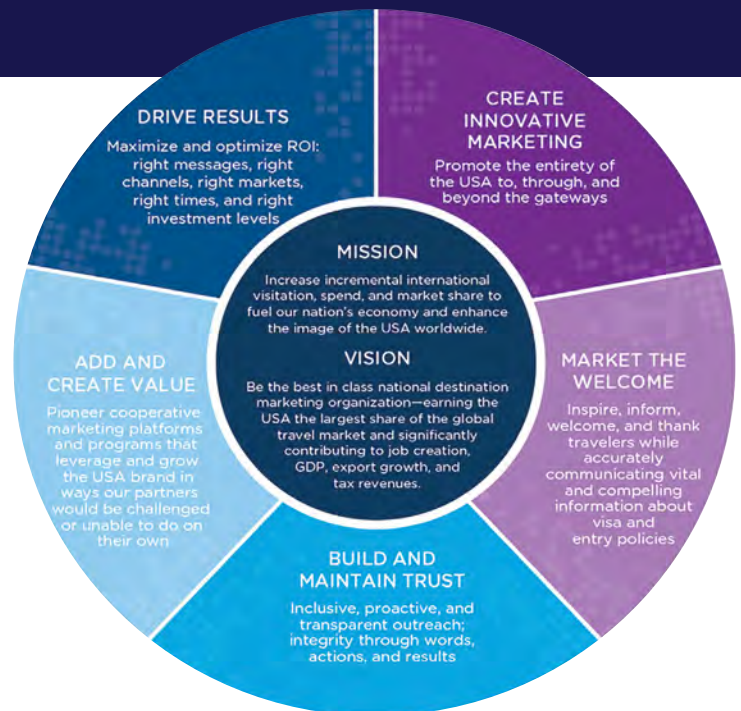 DRIVE RESULTS
Maximize and optimize ROI:
right messages, right
channels, right markets,
right times, and right
investment levels
CREATE
INNOVATIVE
MARKETING
Promote the entirety of
the USA to, through, and
beyond the gateways
MISSION
Increase incremental international
visitation, spend, and market share to
fuel our nation's economy and enhance
the image of the USA worldwide.
VISION
Be the best in class national destination
marketing organization—earning the
USA the largest share of the global
travel market and significantly
contributing to job creation,
GDP, export growth, and
tax revenues.
ADD AND
CREATE VALUE
Pioneer cooperative
marketing platforms
and programs that
leverage and grow
the USA brand in
ways our partners
would be challenged
or unable to do on
their own
MARKET THE
WELCOME
Inspire, inform,
welcome, and thank
travelers while
accurately
communicating vital
and compelling
information about
visa and
entry policies
BUILD AND
MAINTAIN TRUST
Inclusive, proactive, and
transparent outreach;
integrity through words,
actions, and results